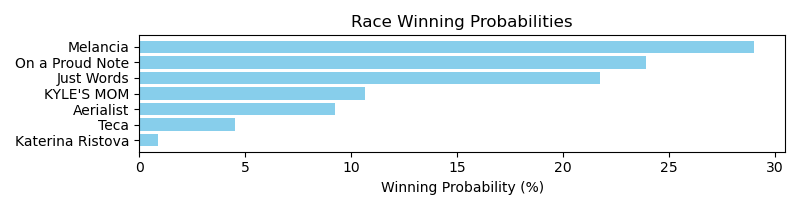 Race Winning Probabilities
Melancia
On a Proud Note
Just Words
KYLE'S MOM
Aerialist
Teca
Katerina Ristova
0 5 10 15 20 25 30
Winning Probability (%)